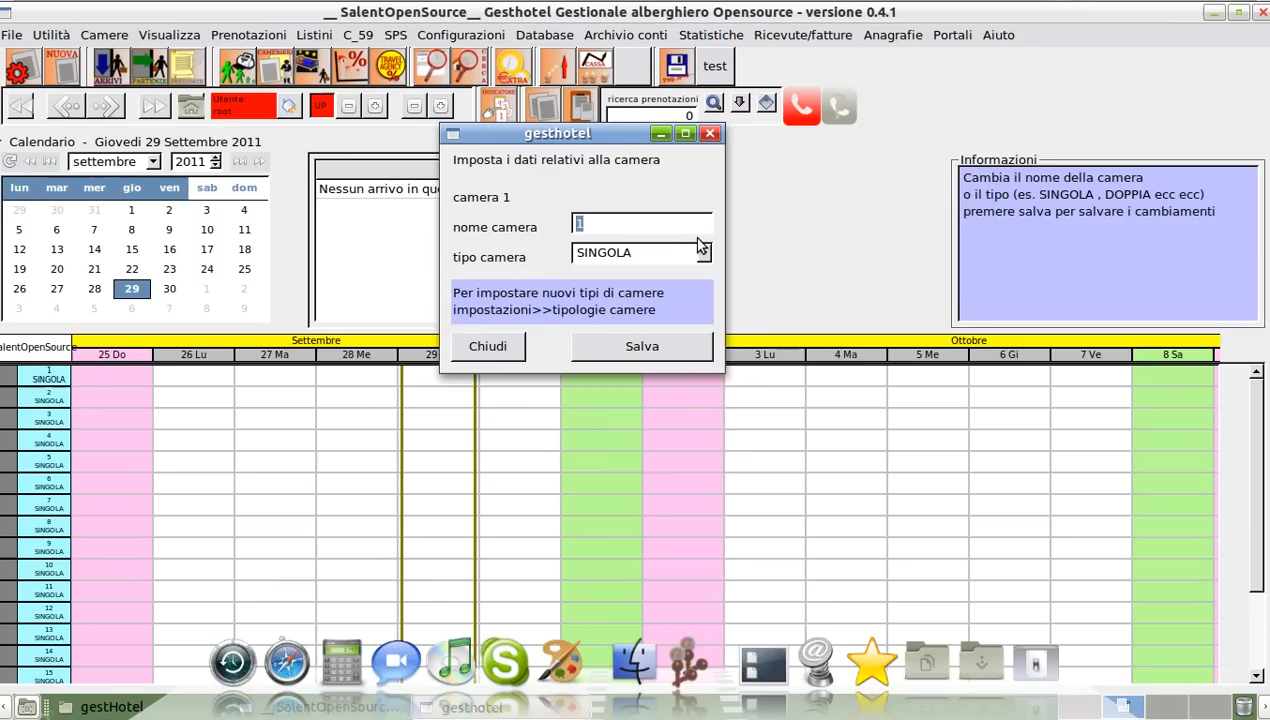 __ SalentOpenSource__ Gesthotel Gestionale alberghiero Opensource - versione 0.4.1
File Utilità Camere Visualizza Prenotazioni Listini C_59 SPS Configurazioni Database Archivio conti Statistiche Ricevute/fatture Anagrafie Portali Aiuto
NUOVA
ARRIVI
CAMERIERI
TRAVEL AGENCY
CERCA
EXTRA
CASSA
test
Utente
root
UP
INDICATORE
ricerca prenotazioni
0
Calendario - Giovedi 29 Settembre 2011
settembre 2011
lun mar mer gio ven sab dom
29 30 31 1 2 3 4
5 6 7 8 9 10 11
12 13 14 15 16 17 18
19 20 21 22 23 24 25
26 27 28 29 30 1 2
3 4 5 6 7 8 9
Nessun arrivo in que
gesthotel
Imposta i dati relativi alla camera
camera 1
nome camera 1
tipo camera SINGOLA
Per impostare nuovi tipi di camere
impostazioni>>tipologie camere
Chiudi Salva
Informazioni
Cambia il nome della camera
o il tipo (es. SINGOLA , DOPPIA ecc ecc)
premere salva per salvare i cambiamenti
SalentOpenSource Settembre Ottobre
25 Do 26 Lu 27 Ma 28 Me 29 3 Lu 4 Ma 5 Me 6 Gi 7 Ve 8 Sa
1
SINGOLA
2
SINGOLA
3
SINGOLA
4
SINGOLA
5
SINGOLA
6
SINGOLA
7
SINGOLA
8
SINGOLA
9
SINGOLA
10
SINGOLA
11
SINGOLA
12
SINGOLA
13
SINGOLA
14
SINGOLA
15
SINGOLA
gestHotel __ SalentOpenSource... gesthotel